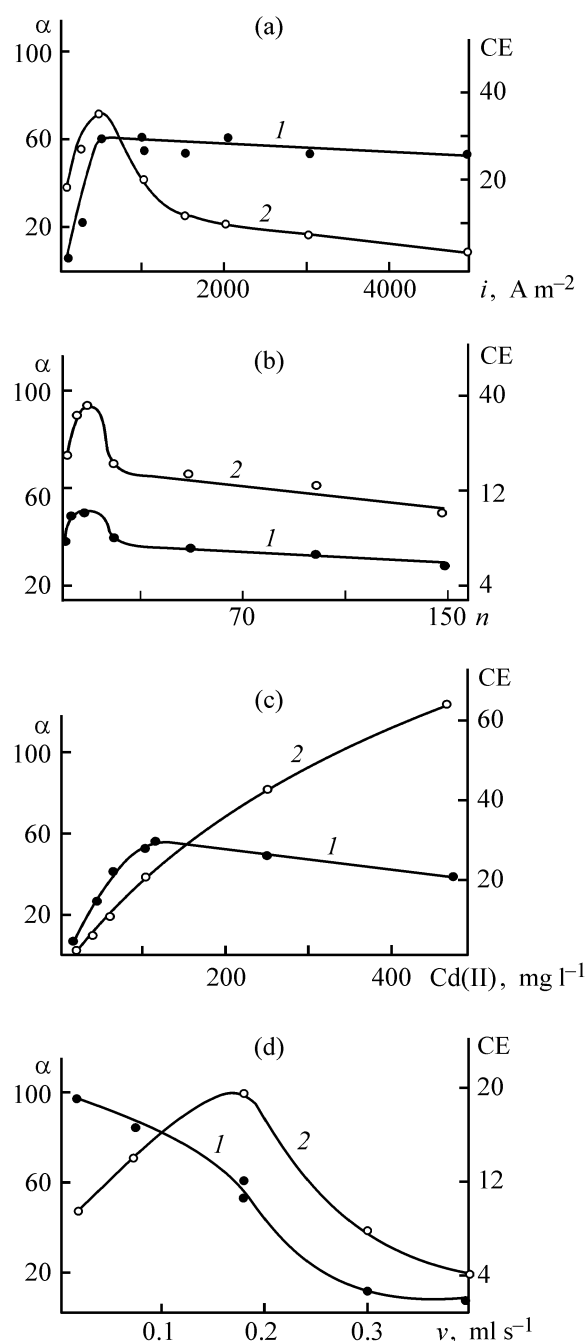 (a)
α CE
100
40
60
20
20
1
2
2000 4000 i, A m⁻²
(b)
α CE
100 40
60 12
20 4
2
1
70 150 n
(c)
α CE
100 60
60 40
20 20
2
1
200 400 Cd(II), mg l⁻¹
(d)
α CE
100 20
60 12
20 4
1 2
0.1 0.2 0.3 v, ml s⁻¹